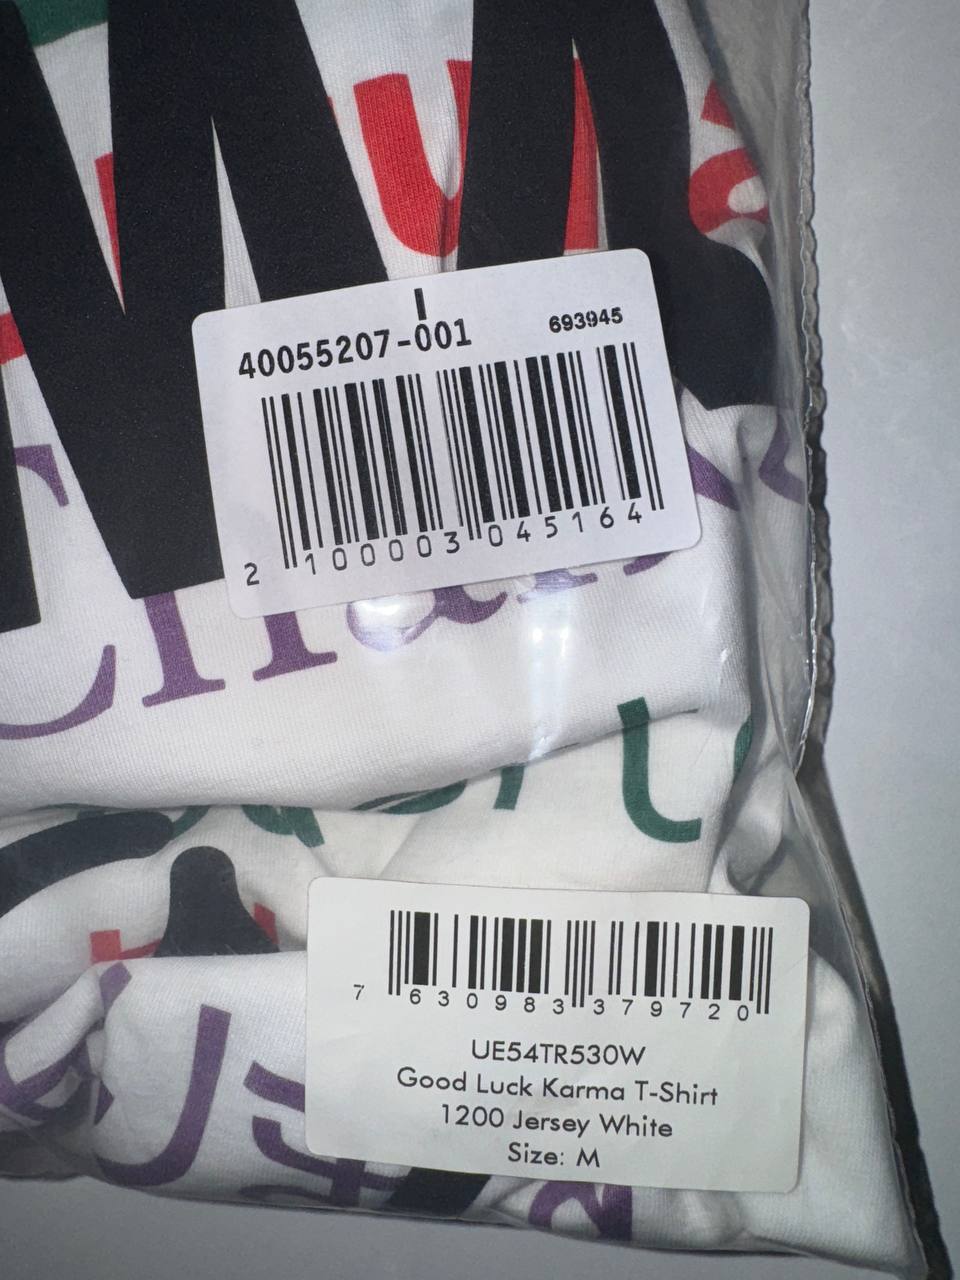 40055207-001
693945
2 100003 045164
7 630983 379720
UE54TR530W
Good Luck Karma T-Shirt
1200 Jersey White
Size: M